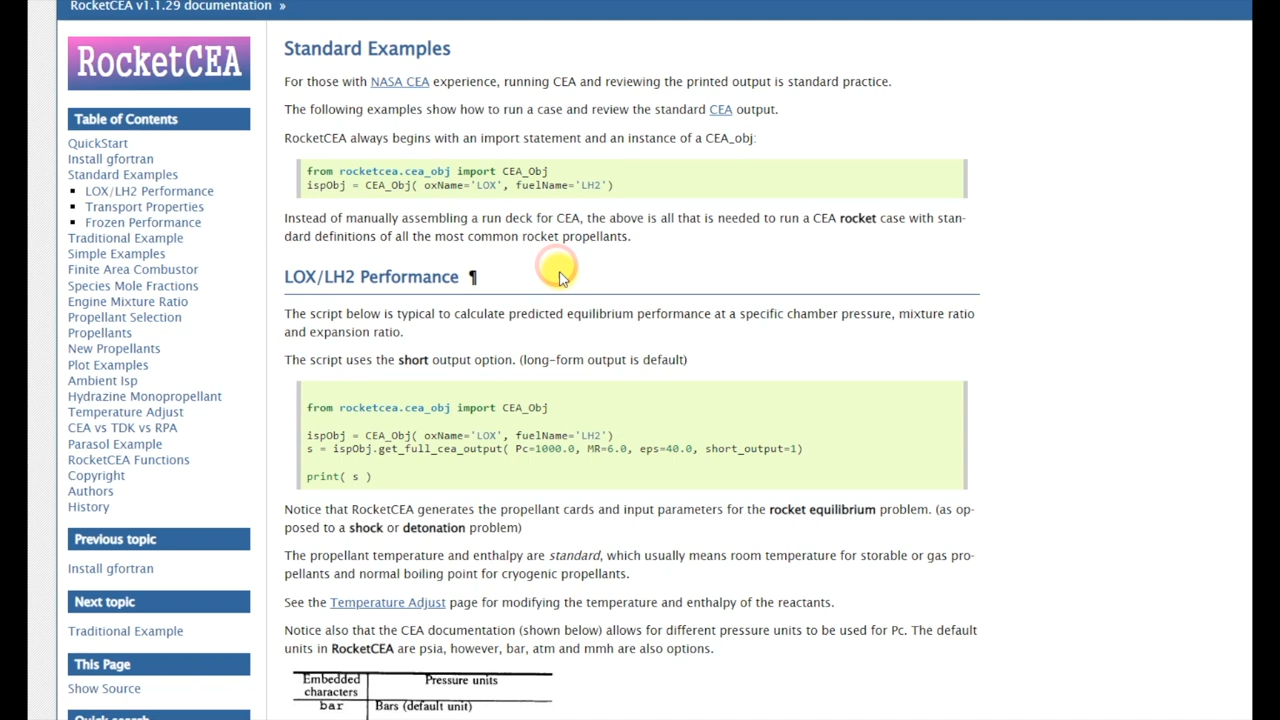 RocketCEA v1.1.29 documentation »
RocketCEA
Table of Contents
QuickStart
Install gfortran
Standard Examples
LOX/LH2 Performance
Transport Properties
Frozen Performance
Traditional Example
Simple Examples
Finite Area Combustor
Species Mole Fractions
Engine Mixture Ratio
Propellant Selection
Propellants
New Propellants
Plot Examples
Ambient Isp
Hydrazine Monopropellant
Temperature Adjust
CEA vs TDK vs RPA
Parasol Example
RocketCEA Functions
Copyright
Authors
History
Previous topic
Install gfortran
Next topic
Traditional Example
This Page
Show Source
Quick search
Standard Examples
For those with NASA CEA experience, running CEA and reviewing the printed output is standard practice.
The following examples show how to run a case and review the standard CEA output.
RocketCEA always begins with an import statement and an instance of a CEA_obj:
from rocketcea.cea_obj import CEA_Obj
ispObj = CEA_Obj( oxName='LOX', fuelName='LH2')
Instead of manually assembling a run deck for CEA, the above is all that is needed to run a CEA rocket case with stan-
dard definitions of all the most common rocket propellants.
LOX/LH2 Performance ¶
The script below is typical to calculate predicted equilibrium performance at a specific chamber pressure, mixture ratio
and expansion ratio.
The script uses the short output option. (long-form output is default)
from rocketcea.cea_obj import CEA_Obj
ispObj = CEA_Obj( oxName='LOX', fuelName='LH2')
s = ispObj.get_full_cea_output( Pc=1000.0, MR=6.0, eps=40.0, short_output=1)
print( s )
Notice that RocketCEA generates the propellant cards and input parameters for the rocket equilibrium problem. (as op-
posed to a shock or detonation problem)
The propellant temperature and enthalpy are standard, which usually means room temperature for storable or gas pro-
pellants and normal boiling point for cryogenic propellants.
See the Temperature Adjust page for modifying the temperature and enthalpy of the reactants.
Notice also that the CEA documentation (shown below) allows for different pressure units to be used for Pc. The default
units in RocketCEA are psia, however, bar, atm and mmh are also options.
Embedded characters Pressure units
bar Bars (default unit)